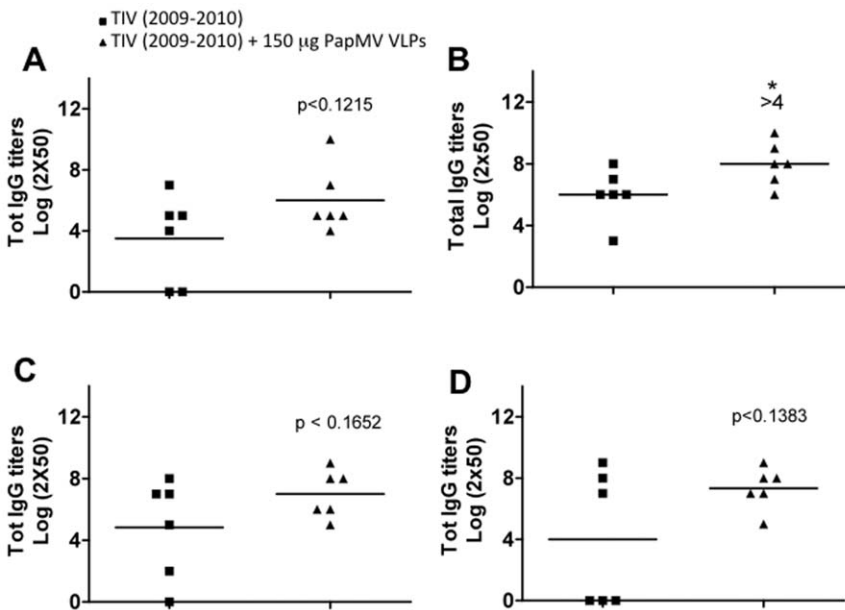 ■ TIV (2009-2010)
▲ TIV (2009-2010) + 150 μg PapMV VLPs
A
Tot IgG titers
Log (2X50)
12
8
4
0
p<0.1215
B
Total IgG titers
Log (2x50)
12
8
4
0
*
>4
C
Tot IgG titers
Log (2X50)
12
8
4
0
p < 0.1652
D
Tot IgG titers
Log (2x50)
12
8
4
0
p<0.1383